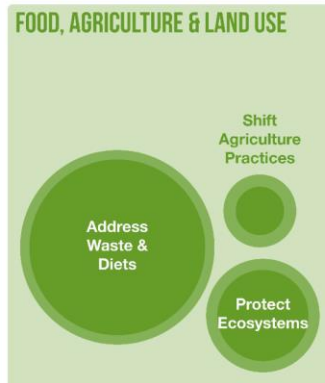 FOOD, AGRICULTURE & LAND USE
Shift
Agriculture
Practices
Address
Waste &
Diets
Protect
Ecosystems